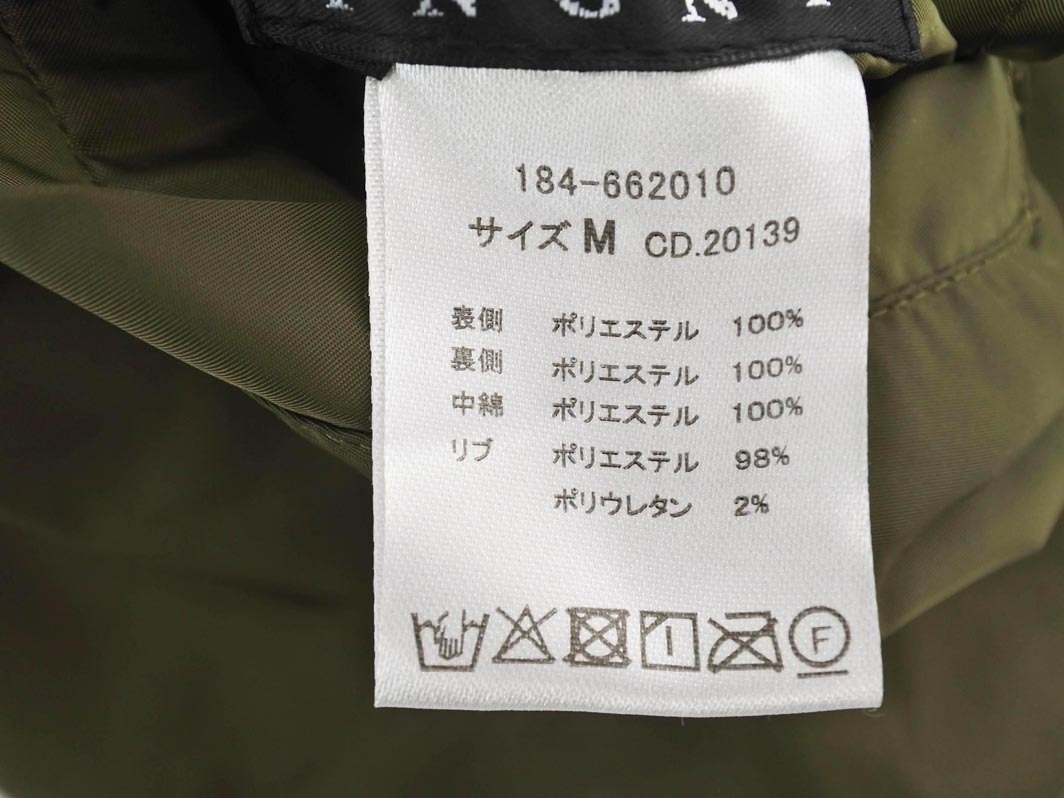 184-662010
サイズ M CD.20139
表側 ポリエステル 100%
裏側 ポリエステル 100%
中綿 ポリエステル 100%
リブ ポリエステル 98%
ポリウレタン 2%
F